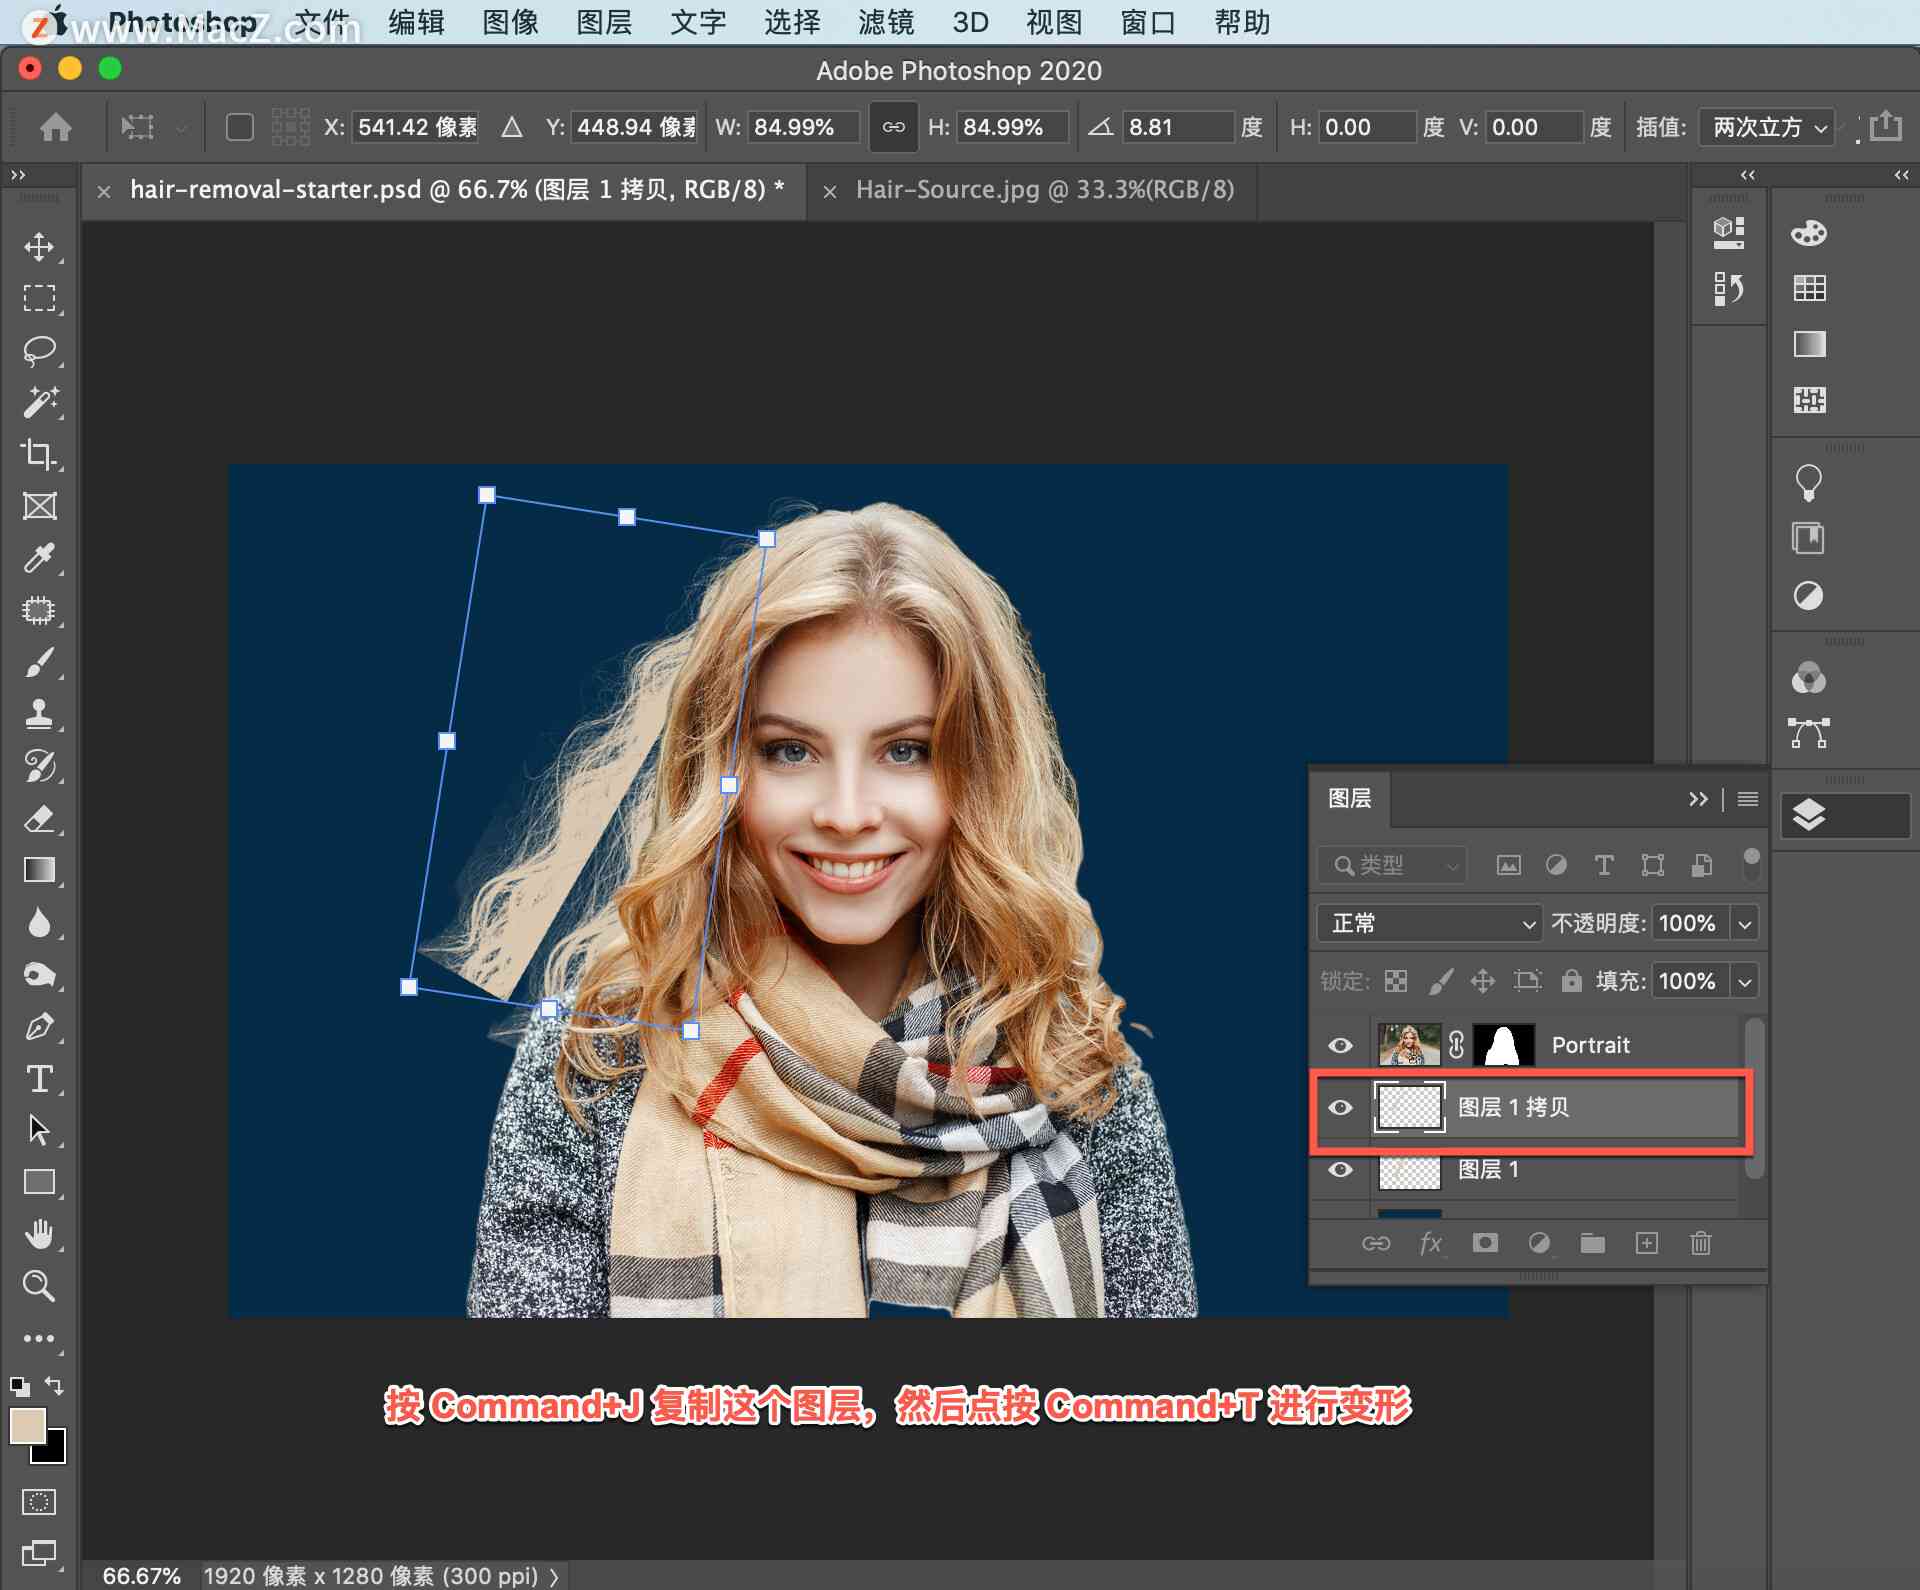 Photoshop 文件 编辑 图像 图层 文字 选择 滤镜 3D 视图 窗口 帮助
www.MacZ.com
Adobe Photoshop 2020
X: 541.42 像素 Y: 448.94 像素 W: 84.99% H: 84.99% 8.81 度 H: 0.00 度 V: 0.00 度 插值: 两次立方
hair-removal-starter.psd @ 66.7% (图层 1 拷贝, RGB/8) * Hair-Source.jpg @ 33.3%(RGB/8)
图层
类型
正常 不透明度: 100%
锁定: 填充: 100%
Portrait
图层 1 拷贝
图层 1
fx
按 Command+J 复制这个图层，然后点按 Command+T 进行变形
66.67% 1920 像素 x 1280 像素 (300 ppi)